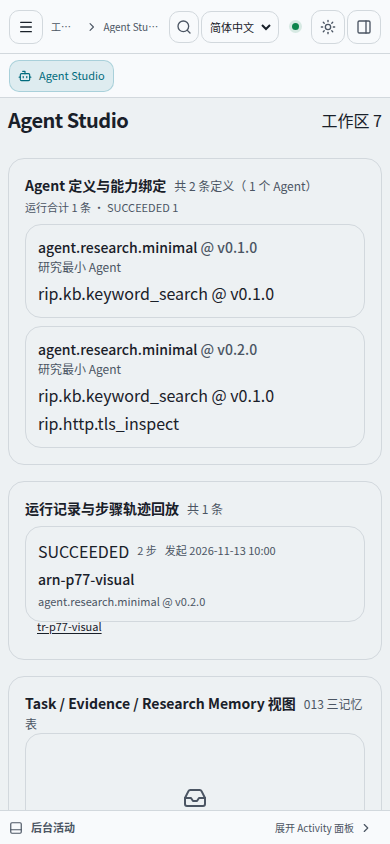 工… > Agent Stu… 简体中文
Agent Studio
Agent Studio 工作区 7
Agent 定义与能力绑定 共 2 条定义（ 1 个 Agent）
运行合计 1 条 · SUCCEEDED 1
agent.research.minimal @ v0.1.0
研究最小 Agent
rip.kb.keyword_search @ v0.1.0
agent.research.minimal @ v0.2.0
研究最小 Agent
rip.kb.keyword_search @ v0.1.0
rip.http.tls_inspect
运行记录与步骤轨迹回放 共 1 条
SUCCEEDED 2 步 发起 2026-11-13 10:00
arn-p77-visual
agent.research.minimal @ v0.2.0
tr-p77-visual
Task / Evidence / Research Memory 视图 013 三记忆
表
后台活动 展开 Activity 面板